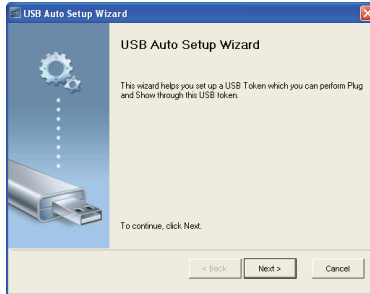 USB Auto Setup Wizard
USB Auto Setup Wizard
This wizard helps you set up a USB Token which you can perform Plug
and Show through this USB token.
To continue, click Next.
< Back
Next >
Cancel